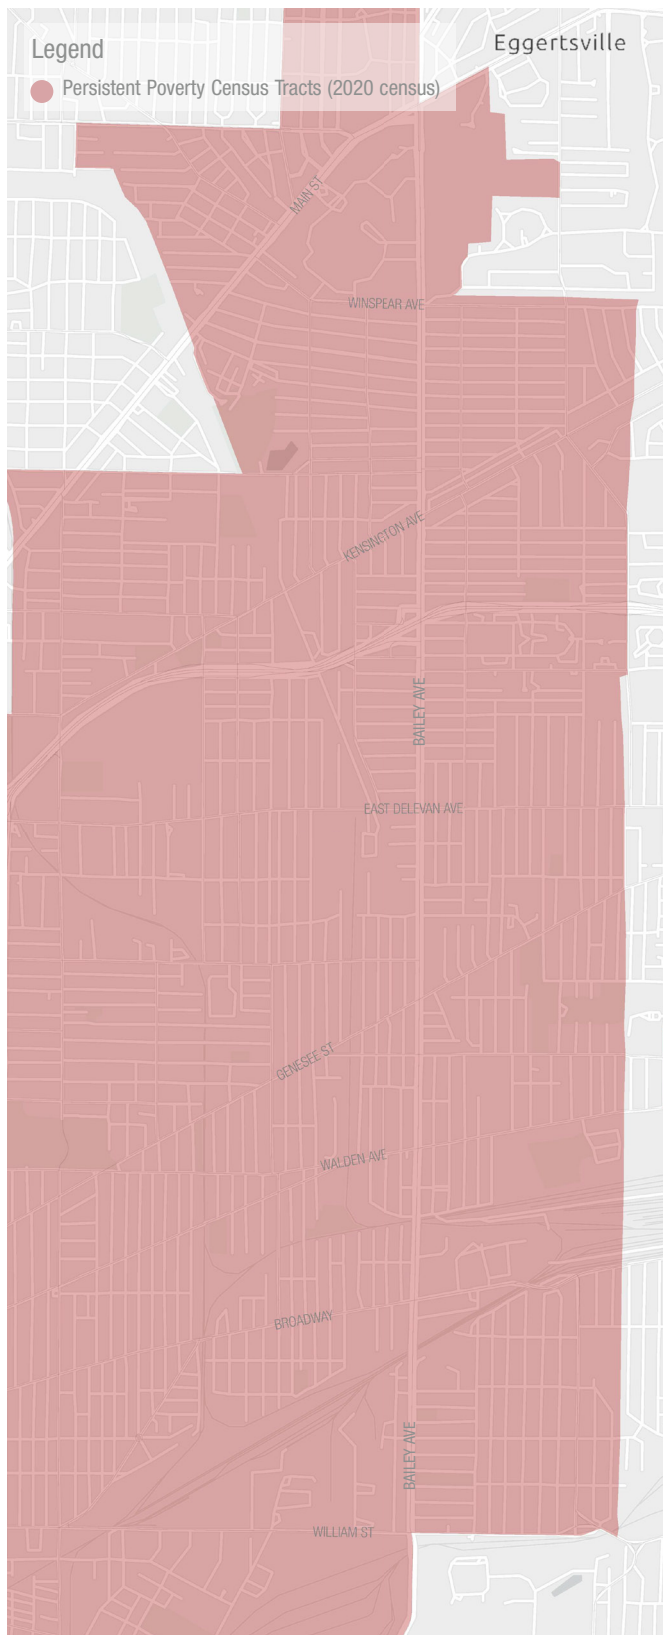 Eggertsville
Legend
Persistent Poverty Census Tracts (2020 census)
MAIN ST
WINSPEAR AVE
KENSINGTON AVE
BAILEY AVE
EAST DELEVAN AVE
GENESEE ST
WALDEN AVE
BROADWAY
BAILEY AVE
WILLIAM ST